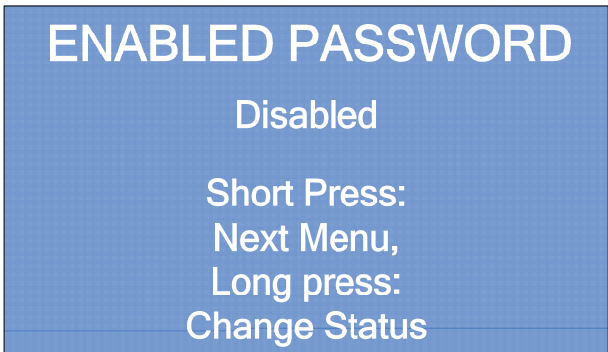 ENABLED PASSWORD
Disabled
Short Press:
Next Menu,
Long press:
Change Status